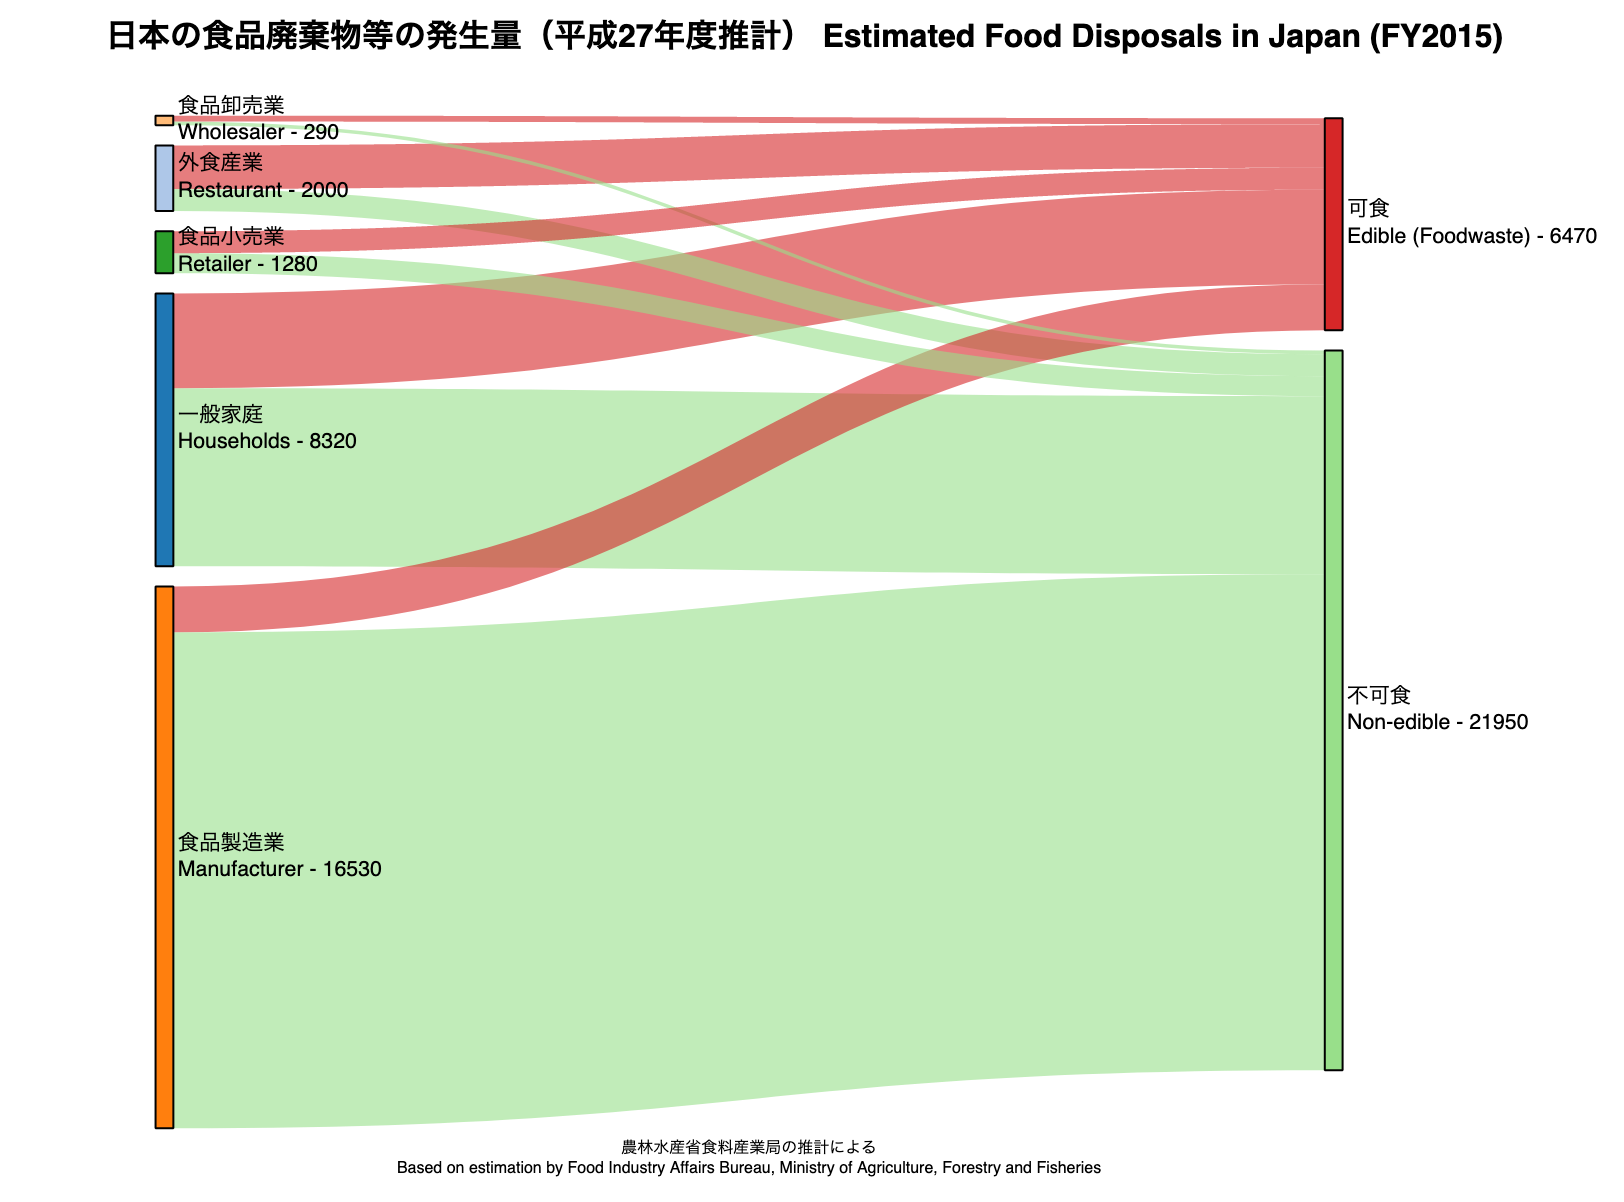 日本の食品廃棄物等の発生量（平成27年度推計） Estimated Food Disposals in Japan (FY2015)
食品卸売業
Wholesaler - 290
外食産業
Restaurant - 2000
食品小売業
Retailer - 1280
一般家庭
Households - 8320
食品製造業
Manufacturer - 16530
可食
Edible (Foodwaste) - 6470
不可食
Non-edible - 21950
農林水産省食料産業局の推計による
Based on estimation by Food Industry Affairs Bureau, Ministry of Agriculture, Forestry and Fisheries